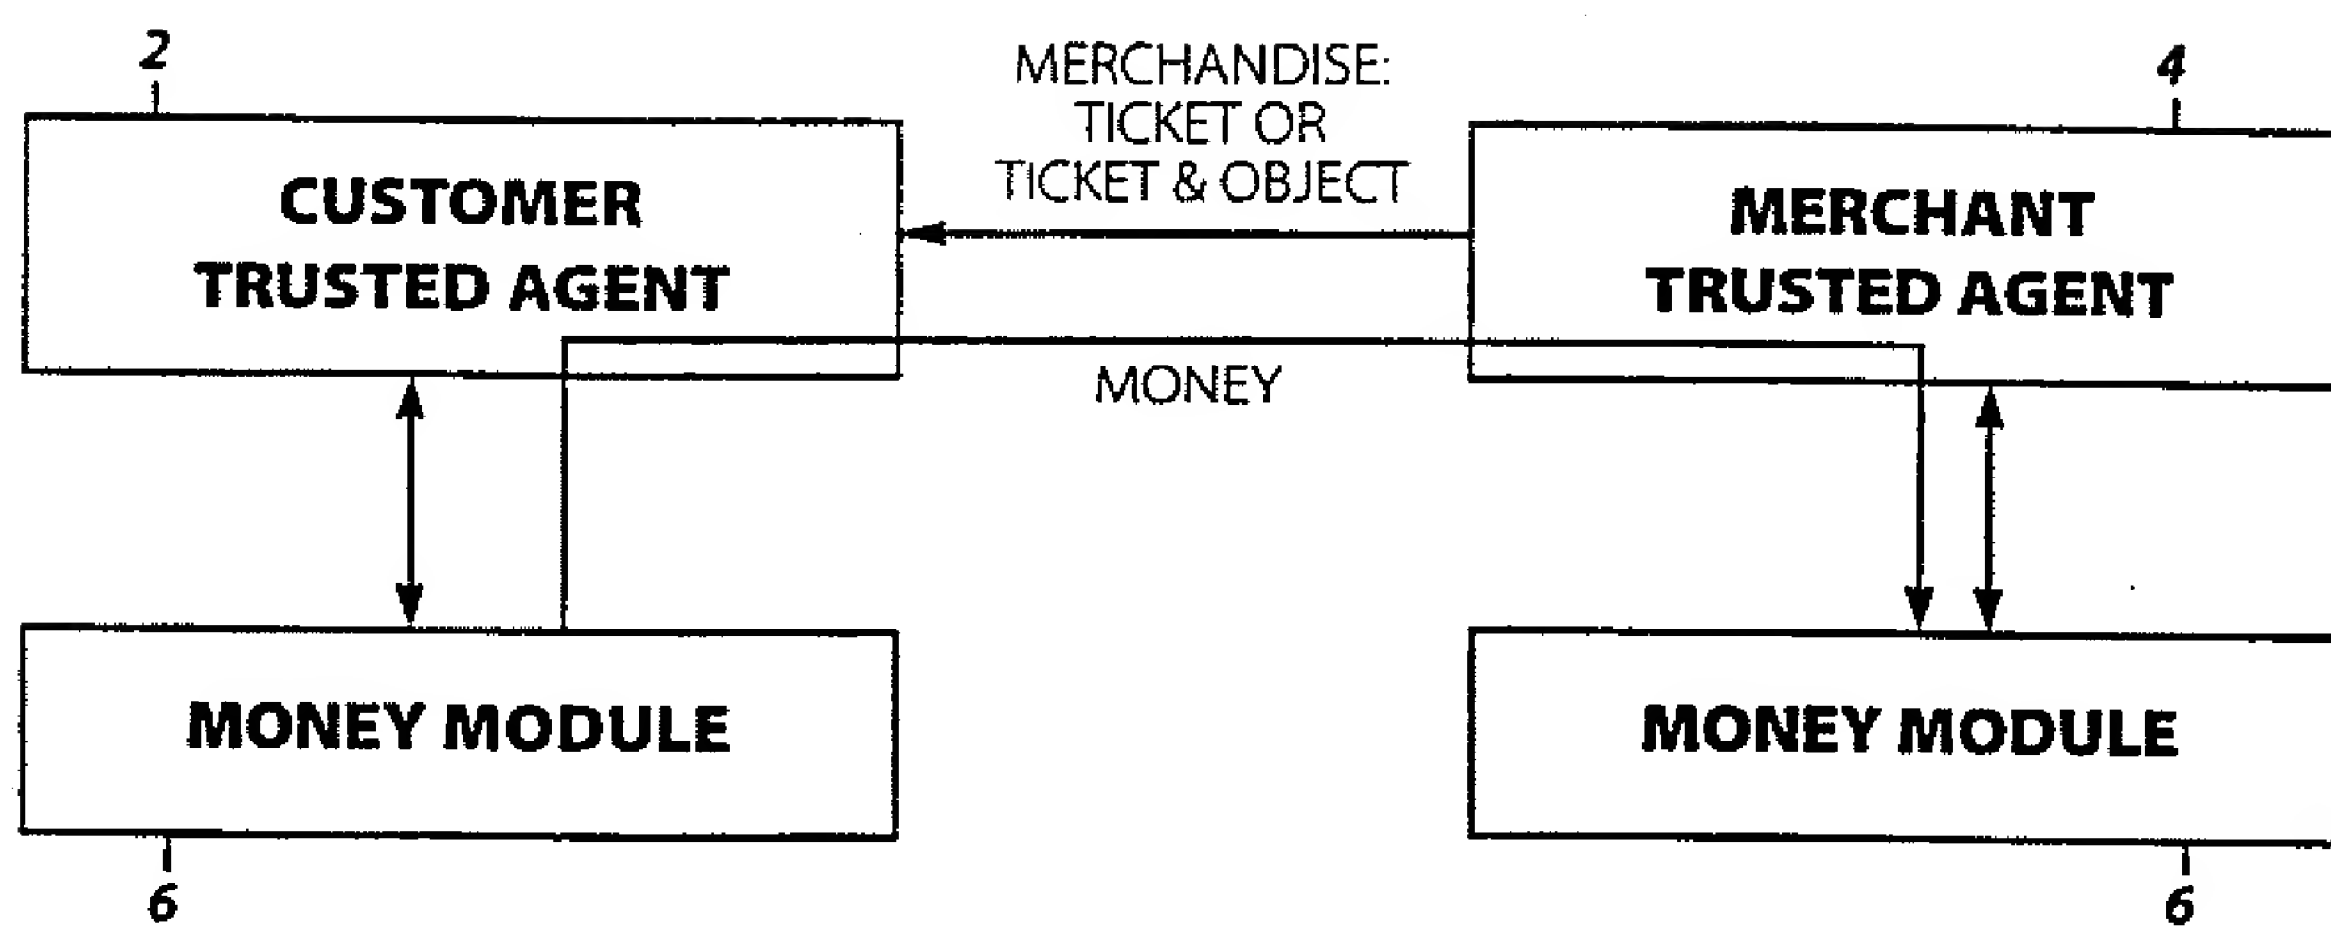 2
4
MERCHANDISE:
TICKET OR
TICKET & OBJECT
CUSTOMER
TRUSTED AGENT
MERCHANT
TRUSTED AGENT
MONEY
MONEY MODULE
MONEY MODULE
6
6